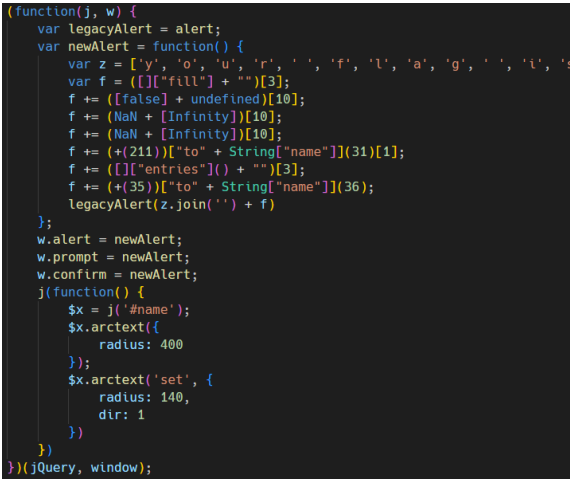 (function(j, w) {
    var legacyAlert = alert;
    var newAlert = function() {
        var z = ['y', 'o', 'u', 'r', ' ', 'f', 'l', 'a', 'g', ' ', 'i', 's
        var f = ([]["fill"] + "")[3];
        f += ([false] + undefined)[10];
        f += (NaN + [Infinity])[10];
        f += (NaN + [Infinity])[10];
        f += (+(211))["to" + String["name"]](31)[1];
        f += ([]["entries"]() + "")[3];
        f += (+(35))["to" + String["name"]](36);
        legacyAlert(z.join('') + f)
    };
    w.alert = newAlert;
    w.prompt = newAlert;
    w.confirm = newAlert;
    j(function() {
        $x = j('#name');
        $x.arctext({
            radius: 400
        });
        $x.arctext('set', {
            radius: 140,
            dir: 1
        })
    })
})(jQuery, window);